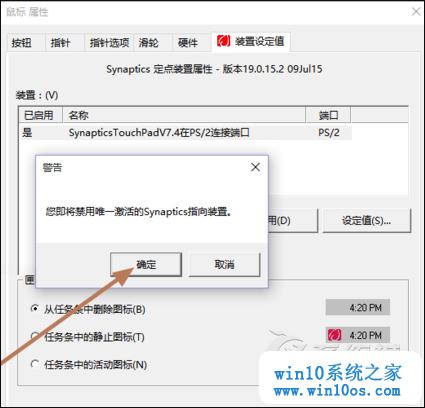 鼠标 属性
按钮 指针 指针选项 滑轮 硬件 装置设定值
Synaptics 定点装置属性 - 版本19.0.15.2 09Jul15
装置：(V)
已启用 名称 端口
是 SynapticsTouchPadV7.4在PS/2连接端口 PS/2
警告
您即将禁用唯一激活的Synaptics指向装置。
用(D) 设定值(S)...
确定 取消
从任务条中删除图标(B) 4:20 PM
任务条中的静止图标(T) 4:20 PM
任务条中的活动图标(N)
win10系统之家
www.win10os.com